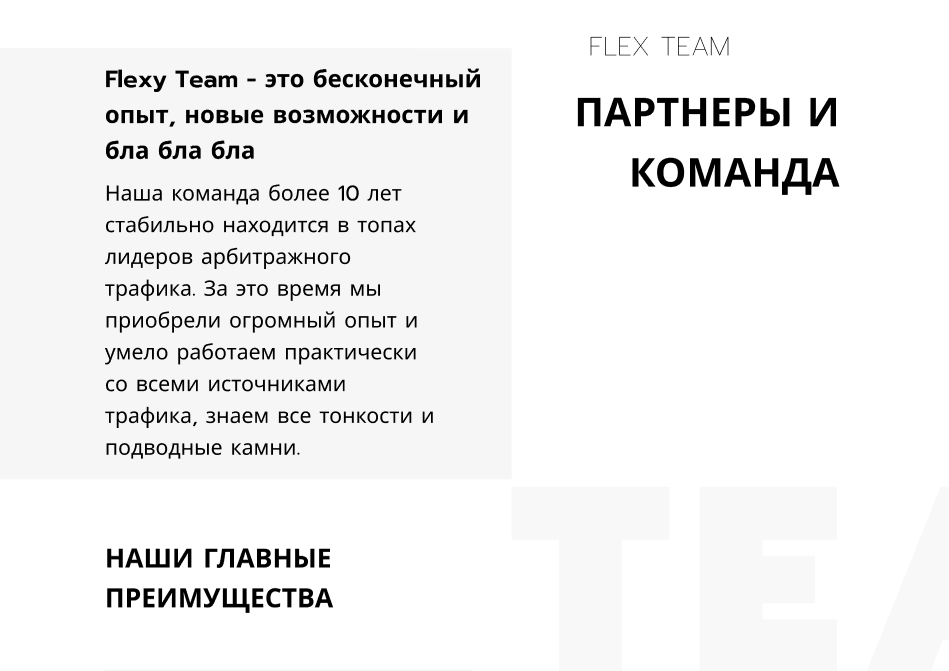 FLEX TEAM
ПАРТНЕРЫ И
КОМАНДА
Flexy Team – это бесконечный
опыт, новые возможности и
бла бла бла
Наша команда более 10 лет
стабильно находится в топах
лидеров арбитражного
трафика. За это время мы
приобрели огромный опыт и
умело работаем практически
со всеми источниками
трафика, знаем все тонкости и
подводные камни.
НАШИ ГЛАВНЫЕ
ПРЕИМУЩЕСТВА
TEA